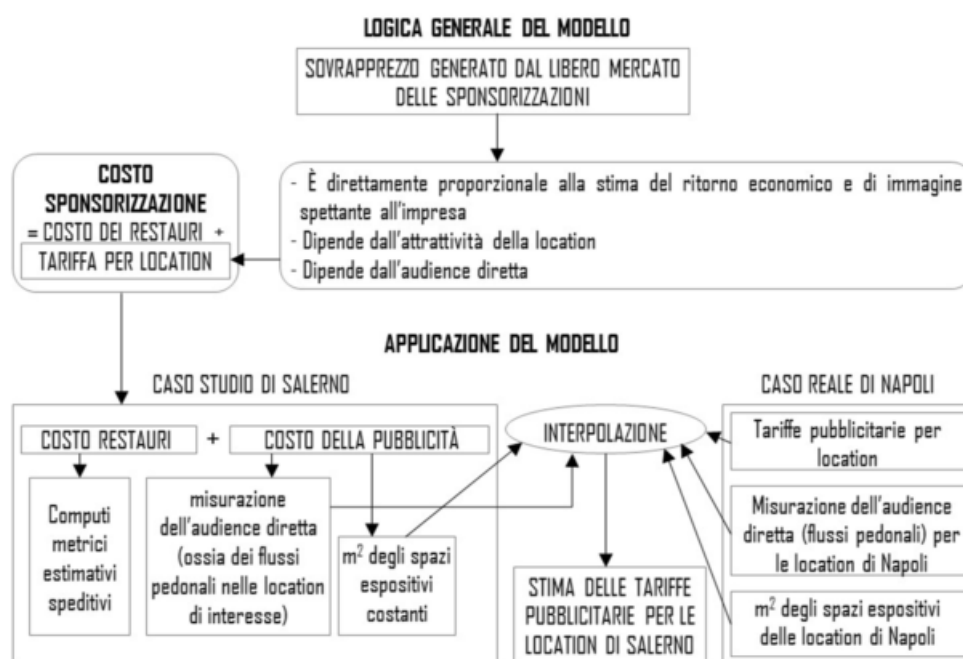 LOGICA GENERALE DEL MODELLO
SOVRAPPREZZO GENERATO DAL LIBERO MERCATO
DELLE SPONSORIZZAZIONI
COSTO
SPONSORIZZAZIONE
= COSTO DEI RESTAURI +
TARIFFA PER LOCATION
- È direttamente proporzionale alla stima del ritorno economico e di immagine
spettante all'impresa
- Dipende dall'attrattività della location
- Dipende dall'audience diretta
APPLICAZIONE DEL MODELLO
CASO STUDIO DI SALERNO
COSTO RESTAURI + COSTO DELLA PUBBLICITÀ
Computi
metrici
estimativi
speditivi
misurazione
dell'audience diretta
(ossia dei flussi
pedonali nelle location
di interesse)
m² degli spazi
espositivi
costanti
INTERPOLAZIONE
STIMA DELLE TARIFFE
PUBBLICITARIE PER LE
LOCATION DI SALERNO
CASO REALE DI NAPOLI
Tariffe pubblicitarie per
location
Misurazione dell'audience
diretta (flussi pedonali) per
le location di Napoli
m² degli spazi espositivi
delle location di Napoli